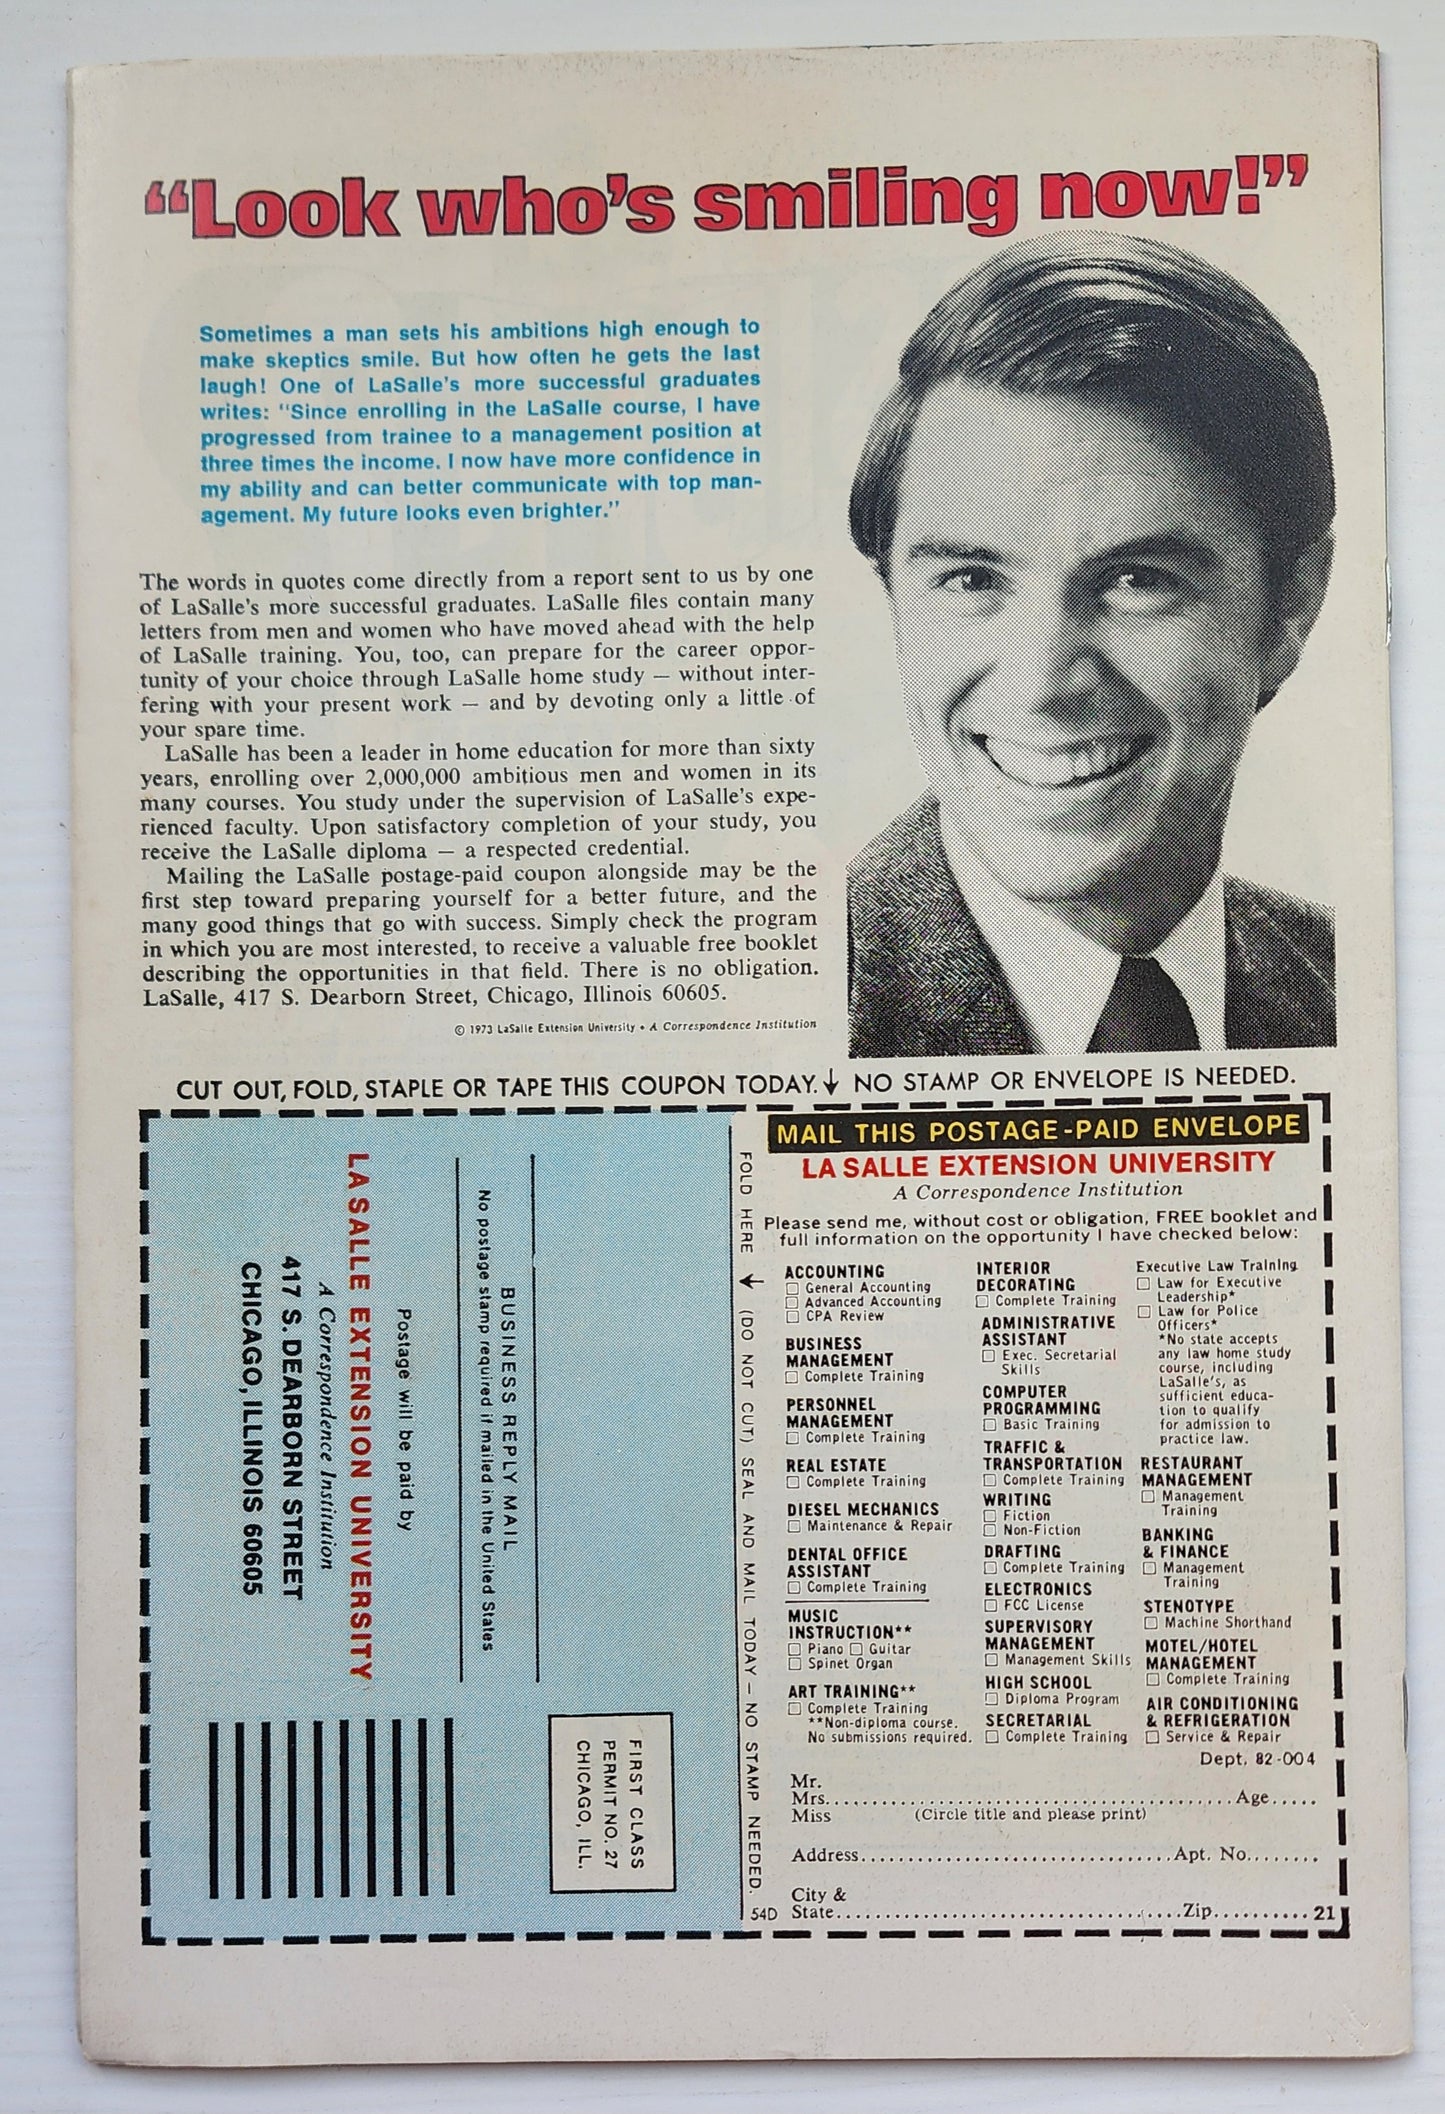 “Look who’s smiling now!”
Sometimes a man sets his ambitions high enough to
make skeptics smile. But how often he gets the last
laugh! One of LaSalle’s more successful graduates
writes: “Since enrolling in the LaSalle course, I have
progressed from trainee to a management position at
three times the income. I now have more confidence in
my ability and can better communicate with top man-
agement. My future looks even brighter.”
The words in quotes come directly from a report sent to us by one
of LaSalle’s more successful graduates. LaSalle files contain many
letters from men and women who have moved ahead with the help
of LaSalle training. You, too, can prepare for the career oppor-
tunity of your choice through LaSalle home study — without inter-
fering with your present work — and by devoting only a little of
your spare time.
LaSalle has been a leader in home education for more than sixty
years, enrolling over 2,000,000 ambitious men and women in its
many courses. You study under the supervision of LaSalle’s expe-
rienced faculty. Upon satisfactory completion of your study, you
receive the LaSalle diploma — a respected credential.
Mailing the LaSalle postage-paid coupon alongside may be the
first step toward preparing yourself for a better future, and the
many good things that go with success. Simply check the program
in which you are most interested, to receive a valuable free booklet
describing the opportunities in that field. There is no obligation.
LaSalle, 417 S. Dearborn Street, Chicago, Illinois 60605.
© 1973 LaSalle Extension University • A Correspondence Institution
CUT OUT, FOLD, STAPLE OR TAPE THIS COUPON TODAY.↓ NO STAMP OR ENVELOPE IS NEEDED.
FIRST CLASS
PERMIT NO. 27
CHICAGO, ILL.
BUSINESS REPLY MAIL
No postage stamp required if mailed in the United States
Postage will be paid by
LA SALLE EXTENSION UNIVERSITY
A Correspondence Institution
417 S. DEARBORN STREET
CHICAGO, ILLINOIS 60605
FOLD HERE ↓ (DO NOT CUT) SEAL AND MAIL TODAY — NO STAMP NEEDED.
MAIL THIS POSTAGE-PAID ENVELOPE
LA SALLE EXTENSION UNIVERSITY
A Correspondence Institution
Please send me, without cost or obligation, FREE booklet and
full information on the opportunity I have checked below:
ACCOUNTING
☐ General Accounting
☐ Advanced Accounting
☐ CPA Review
BUSINESS
MANAGEMENT
☐ Complete Training
PERSONNEL
MANAGEMENT
☐ Complete Training
REAL ESTATE
☐ Complete Training
DIESEL MECHANICS
☐ Maintenance & Repair
DENTAL OFFICE
ASSISTANT
☐ Complete Training
MUSIC
INSTRUCTION**
☐ Piano ☐ Guitar
☐ Spinet Organ
ART TRAINING**
☐ Complete Training
**Non-diploma course.
No submissions required.
INTERIOR
DECORATING
☐ Complete Training
ADMINISTRATIVE
ASSISTANT
☐ Exec. Secretarial
Skills
COMPUTER
PROGRAMMING
☐ Basic Training
TRAFFIC &
TRANSPORTATION
☐ Complete Training
WRITING
☐ Fiction
☐ Non-Fiction
DRAFTING
☐ Complete Training
ELECTRONICS
☐ FCC License
SUPERVISORY
MANAGEMENT
☐ Management Skills
HIGH SCHOOL
☐ Diploma Program
SECRETARIAL
☐ Complete Training
Executive Law Training
☐ Law for Executive
Leadership*
☐ Law for Police
Officers*
*No state accepts
any law home study
course, including
LaSalle’s, as
sufficient educa-
tion to qualify
for admission to
practice law.
RESTAURANT
MANAGEMENT
☐ Management
Training
BANKING
& FINANCE
☐ Management
Training
STENOTYPE
☐ Machine Shorthand
MOTEL/HOTEL
MANAGEMENT
☐ Complete Training
AIR CONDITIONING
& REFRIGERATION
☐ Service & Repair
Dept. 82-004
Mr.
Mrs.......................................................Age.....
Miss (Circle title and please print)
Address........................................Apt. No........
City &
State...........................................Zip.......... 21
54D